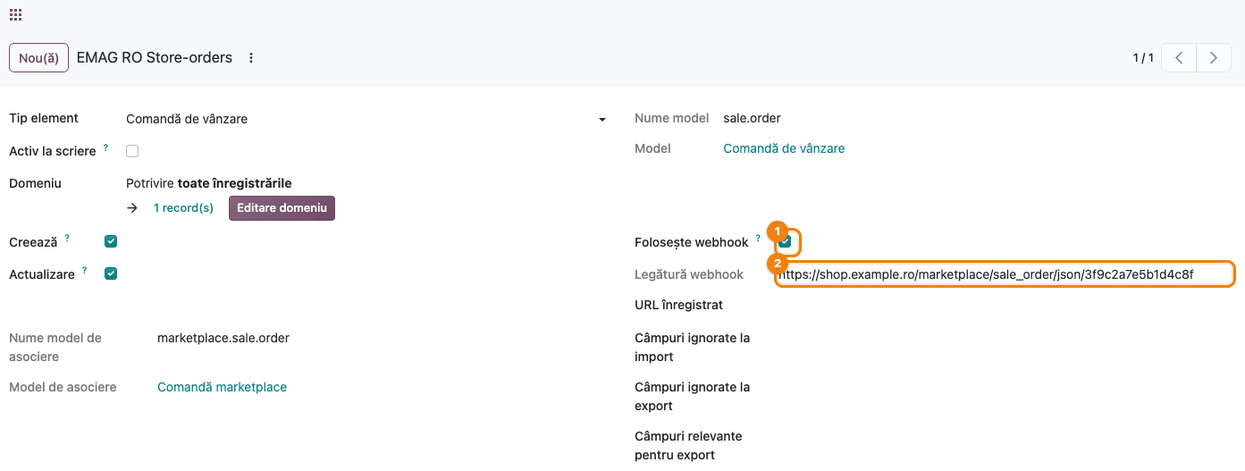 Nou(ă) EMAG RO Store-orders 1 / 1
Tip element Comandă de vânzare
Nume model sale.order
Activ la scriere ?
Model Comandă de vânzare
Domeniu Potrivire toate înregistrările
1 record(s) Editare domeniu
Creează ?
Folosește webhook ? 1
Actualizare ?
Legătură webhook 2 https://shop.example.ro/marketplace/sale_order/json/3f9c2a7e5b1d4c8f
URL înregistrat
Nume model de
asociere
marketplace.sale.order
Câmpuri ignorate la
import
Model de asociere Comandă marketplace
Câmpuri ignorate la
export
Câmpuri relevante
pentru export